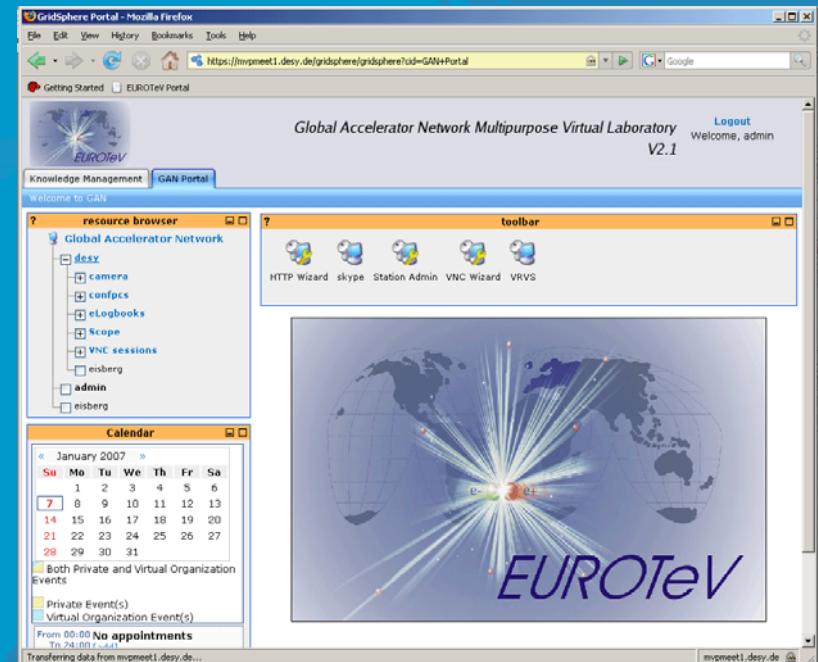 GridSphere Portal - Mozilla Firefox
File Edit View History Bookmarks Tools Help
https://mvpmeet1.desy.de/gridsphere/gridsphere?cid=GAN+Portal
Google
Getting Started EUROTeV Portal
EUROTeV
Global Accelerator Network Multipurpose Virtual Laboratory
V2.1
Logout
Welcome, admin
Knowledge Management GAN Portal
Welcome to GAN
? resource browser
Global Accelerator Network
desy
camera
confpcs
eLogbooks
Scope
VNC sessions
eisberg
admin
eisberg
? toolbar
HTTP Wizard skype Station Admin VNC Wizard VRVS
e- e+
EUROTeV
Calendar
« January 2007 »
Su Mo Tu We Th Fr Sa
1 2 3 4 5 6
7 8 9 10 11 12 13
14 15 16 17 18 19 20
21 22 23 24 25 26 27
28 29 30 31
Both Private and Virtual Organization
Events
Private Event(s)
Virtual Organization Event(s)
From 00:00 No appointments
To 24:00
Transferring data from mvpmeet1.desy.de... mvpmeet1.desy.de